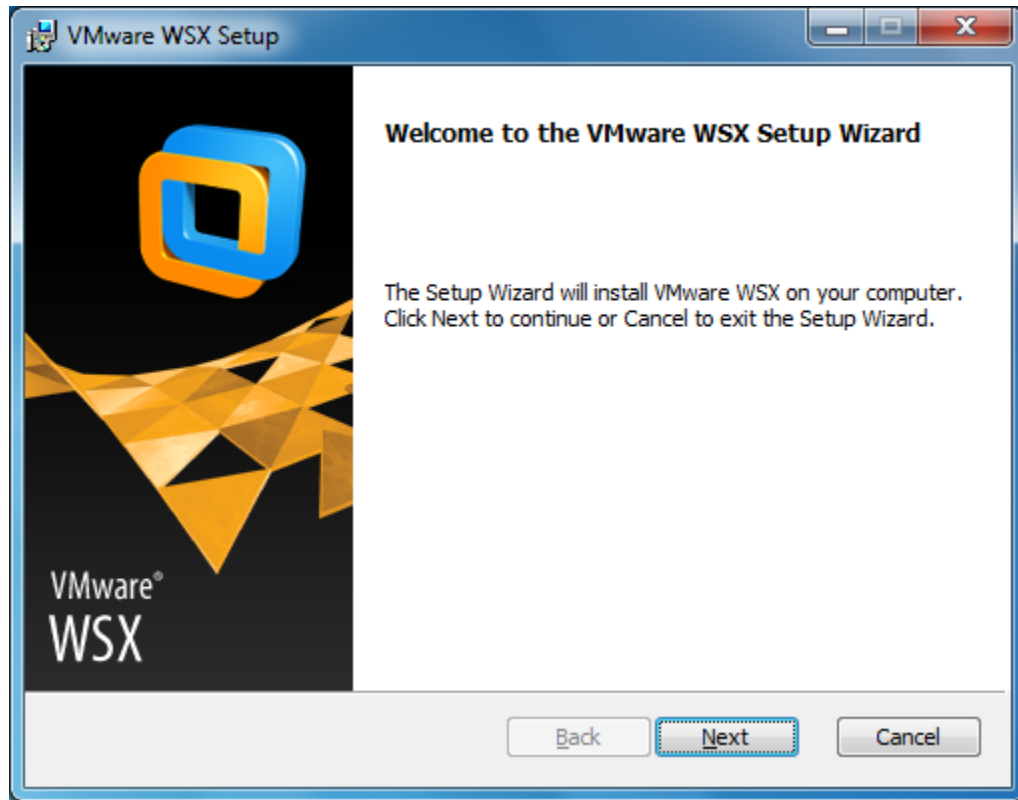 VMware WSX Setup
Welcome to the VMware WSX Setup Wizard
The Setup Wizard will install VMware WSX on your computer.
Click Next to continue or Cancel to exit the Setup Wizard.
VMware®
WSX
Back
Next
Cancel